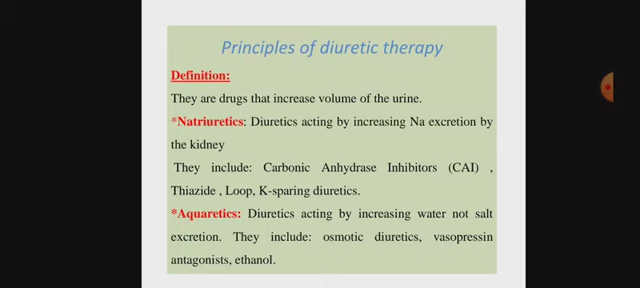 Principles of diuretic therapy
Definition:
They are drugs that increase volume of the urine.
*Natriuretics: Diuretics acting by increasing Na excretion by
the kidney
They include: Carbonic Anhydrase Inhibitors (CAI) ,
Thiazide , Loop, K-sparing diuretics.
*Aquaretics: Diuretics acting by increasing water not salt
excretion. They include: osmotic diuretics, vasopressin
antagonists, ethanol.